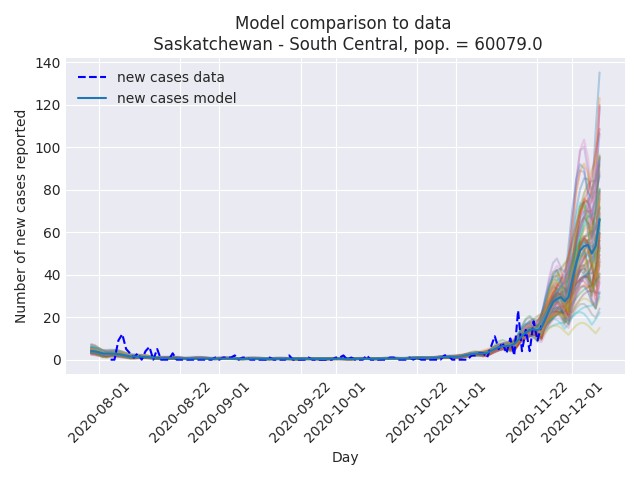 Model comparison to data
Saskatchewan - South Central, pop. = 60079.0
new cases data
new cases model
Number of new cases reported
140
120
100
80
60
40
20
0
2020-08-01
2020-08-22
2020-09-01
2020-09-22
2020-10-01
2020-10-22
2020-11-01
2020-11-22
2020-12-01
Day